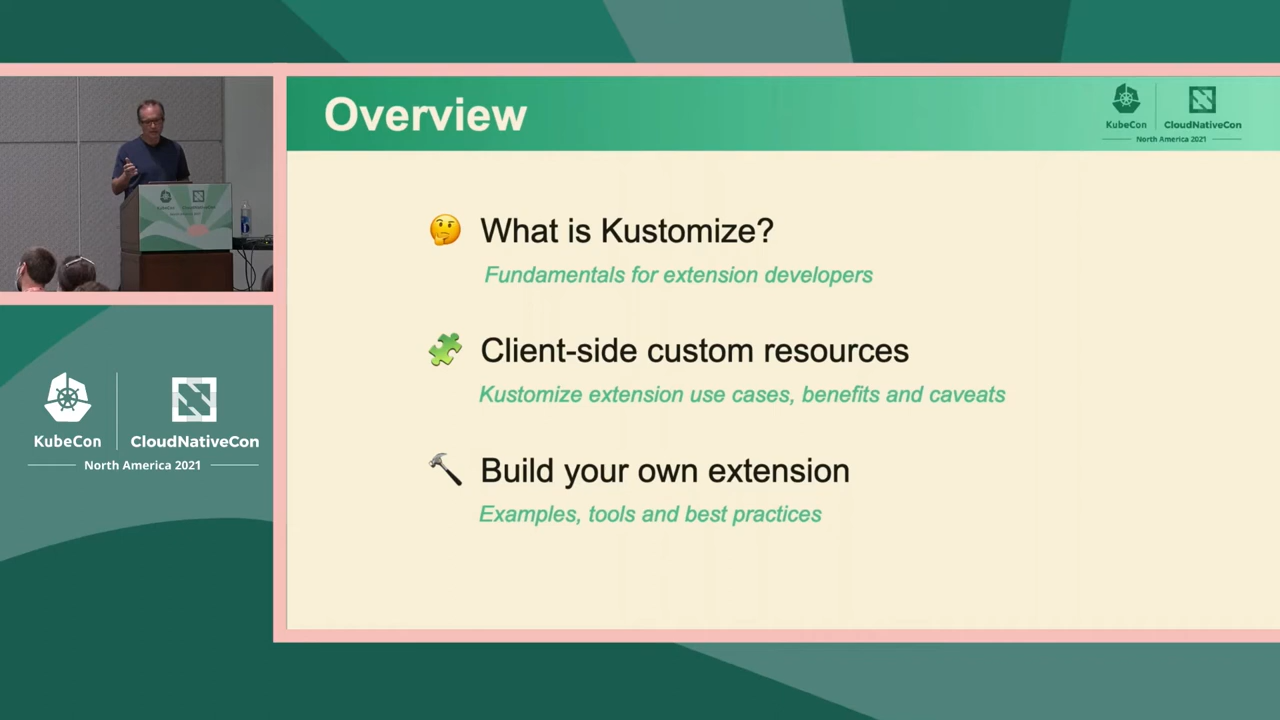 Overview
KubeCon
CloudNativeCon
North America 2021
What is Kustomize?
Fundamentals for extension developers
Client-side custom resources
Kustomize extension use cases, benefits and caveats
Build your own extension
Examples, tools and best practices
KubeCon
CloudNativeCon
North America 2021